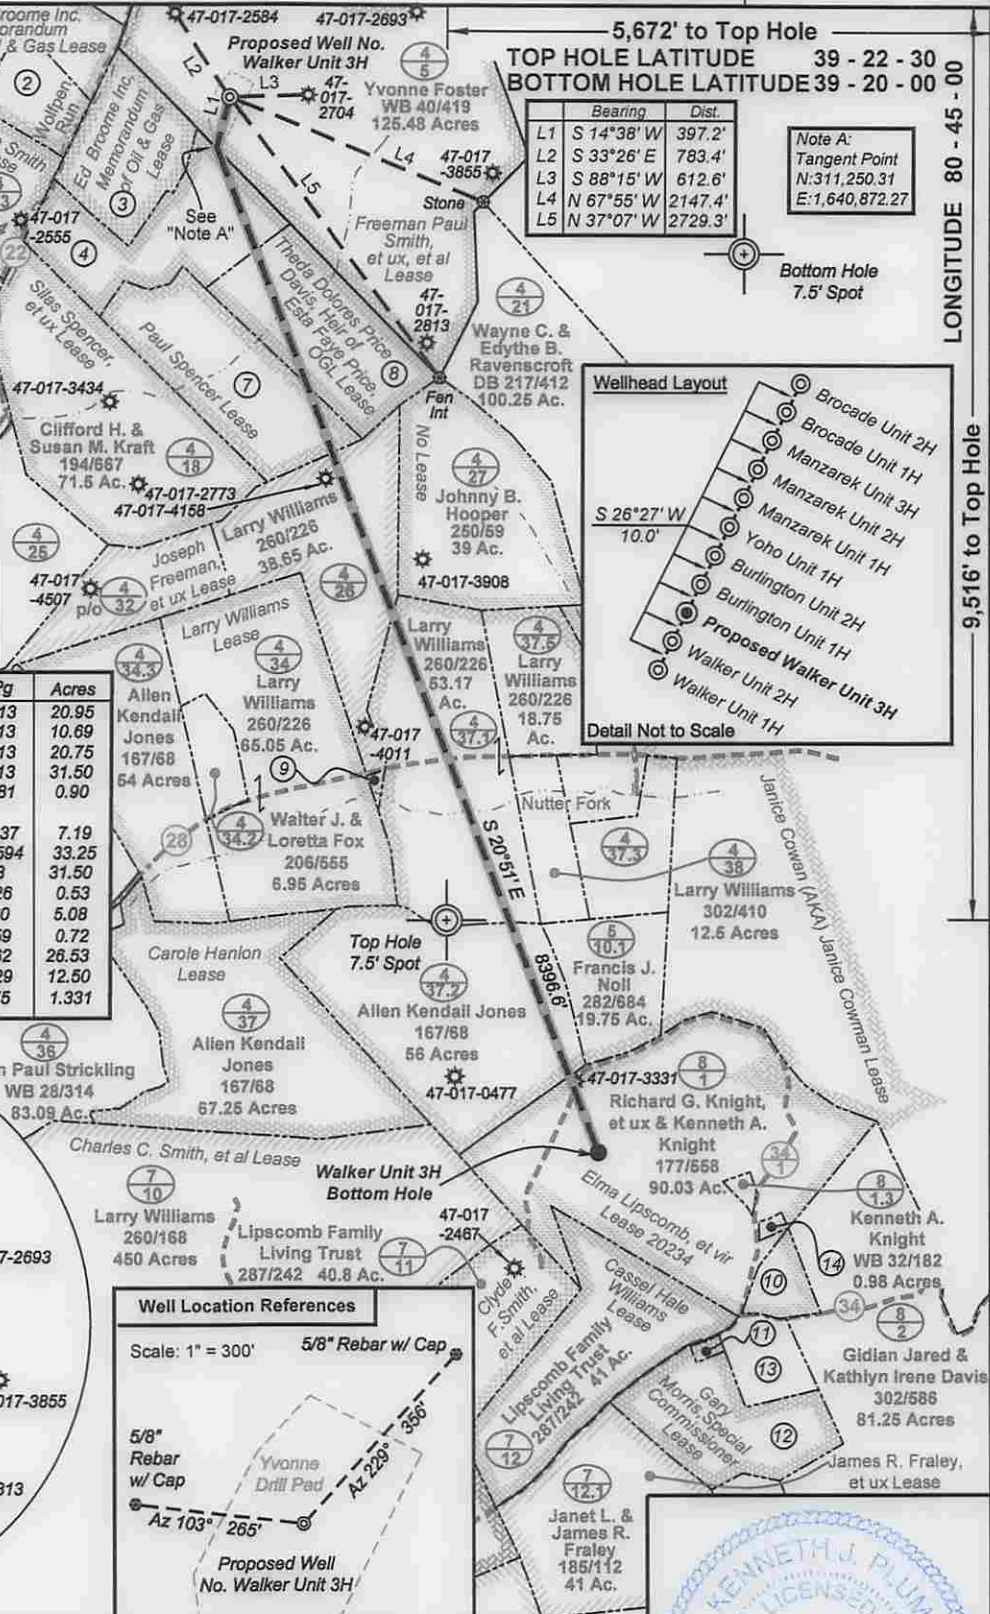 roome Inc.
orandum
& Gas Lease
2
Wolfpen
Run
Smith
3
47-017
-2555
22
4
Ed Broome Inc.
Memorandum
of Oil & Gas
Lease
3
See
"Note A"
47-017-2584
47-017-2693
Proposed Well No.
Walker Unit 3H
L2
L3
L1
47-
017-
2704
L5
L4
4
5
Yvonne Foster
WB 40/419
125.48 Acres
47-017
-3855
Stone
Freeman Paul
Smith,
et ux, et al
Lease
47-
017-
2813
5,672' to Top Hole
TOP HOLE LATITUDE 39 - 22 - 30
BOTTOM HOLE LATITUDE 39 - 20 - 00
LONGITUDE 80 - 45 - 00
9,516' to Top Hole
Bearing Dist.
L1 S 14°38' W 397.2'
L2 S 33°26' E 783.4'
L3 S 88°15' W 612.6'
L4 N 67°55' W 2147.4'
L5 N 37°07' W 2729.3'
Note A:
Tangent Point
N:311,250.31
E:1,640,872.27
Bottom Hole
7.5' Spot
4
21
Wayne C. &
Edythe B.
Ravenscroft
DB 217/412
100.25 Ac.
Silas Spencer,
et ux Lease
Paul Spencer Lease
7
Theda Dolores Price
Davis, Heir of
Esta Faye Price
OGL Lease
8
Fen
Int
47-017-3434
Clifford H. &
Susan M. Kraft
194/667
71.5 Ac.
4
18
47-017-2773
47-017-4158
No Lease
4
27
Johnny B.
Hooper
250/59
39 Ac.
47-017-3908
Wellhead Layout
Brocade Unit 2H
Brocade Unit 1H
Manzarek Unit 3H
Manzarek Unit 2H
Manzarek Unit 1H
Yoho Unit 1H
Burlington Unit 2H
Burlington Unit 1H
Proposed Walker Unit 3H
Walker Unit 2H
Walker Unit 1H
S 26°27' W
10.0'
Detail Not to Scale
4
25
47-017
-4507
p/o
4
32
Joseph
Freeman,
et ux Lease
Larry Williams
260/226
38.65 Ac.
4
26
Larry Williams
Lease
4
34
Larry
Williams
260/226
65.05 Ac.
4
34.3
Allen
Kendall
Jones
167/68
54 Acres
47-017
-4011
9
Larry
Williams
260/226
53.17
Ac.
4
37.1
4
37.5
Larry
Williams
260/226
18.75
Ac.
Pg Acres
13 20.95
13 10.69
13 20.75
13 31.50
81 0.90
37 7.19
594 33.25
8 31.50
26 0.53
0 5.08
59 0.72
62 26.53
29 12.50
75 1.331
28
4
34.2
Walter J. &
Loretta Fox
206/555
6.95 Acres
S 20°51' E
8396.6'
Nutter Fork
4
37.3
4
38
Larry Williams
302/410
12.5 Acres
Janice Cowan (AKA) Janice Cowman Lease
Top Hole
7.5' Spot
5
10.1
Francis J.
Noll
282/684
19.75 Ac.
Carole Hanlon
Lease
4
37
Allen Kendall
Jones
167/68
67.25 Acres
4
37.2
Allen Kendall Jones
167/68
56 Acres
47-017-0477
4
36
n Paul Strickling
WB 28/314
83.09 Ac.
47-017-3331
8
1
Richard G. Knight,
et ux & Kenneth A.
Knight
177/558
90.03 Ac.
34
1
Charles C. Smith, et al Lease
7
10
Larry Williams
260/168
450 Acres
Walker Unit 3H
Bottom Hole
47-017
-2467
Lipscomb Family
Living Trust
287/242 40.8 Ac.
7
11
Elma Lipscomb, et vir
Lease 20234
8
1.3
Kenneth A.
Knight
WB 32/182
0.98 Acres
14
10
34
Clyde
F. Smith,
et al Lease
Cassel Hale
Williams
Lease
Lipscomb Family
Living Trust
287/242
41 Ac.
7
12
11
13
12
Gary
Morris, Special
Commissioner
Lease
8
2
Gidian Jared &
Kathlyn Irene Davis
302/586
81.25 Acres
James R. Fraley,
et ux Lease
7
12.1
Janet L. &
James R.
Fraley
185/112
41 Ac.
7-2693
017-3855
813
Well Location References
Scale: 1" = 300'
5/8" Rebar w/ Cap
5/8"
Rebar
w/ Cap
Yvonne
Drill Pad
Az 229° 356'
Az 103° 265'
Proposed Well
No. Walker Unit 3H
KENNETH J. PLUM
LICENSED